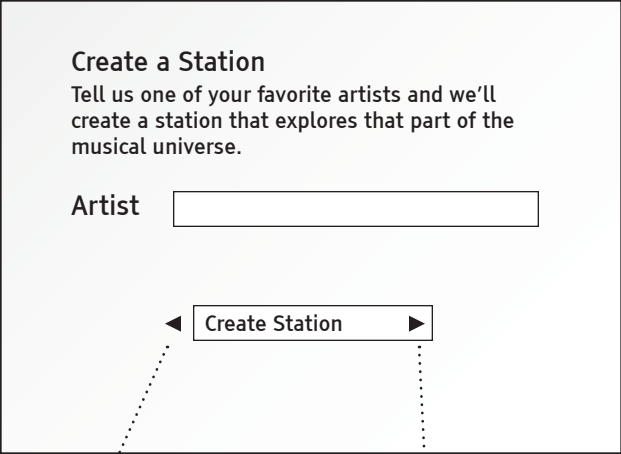 Create a Station
Tell us one of your favorite artists and we’ll
create a station that explores that part of the
musical universe.
Artist
Create Station